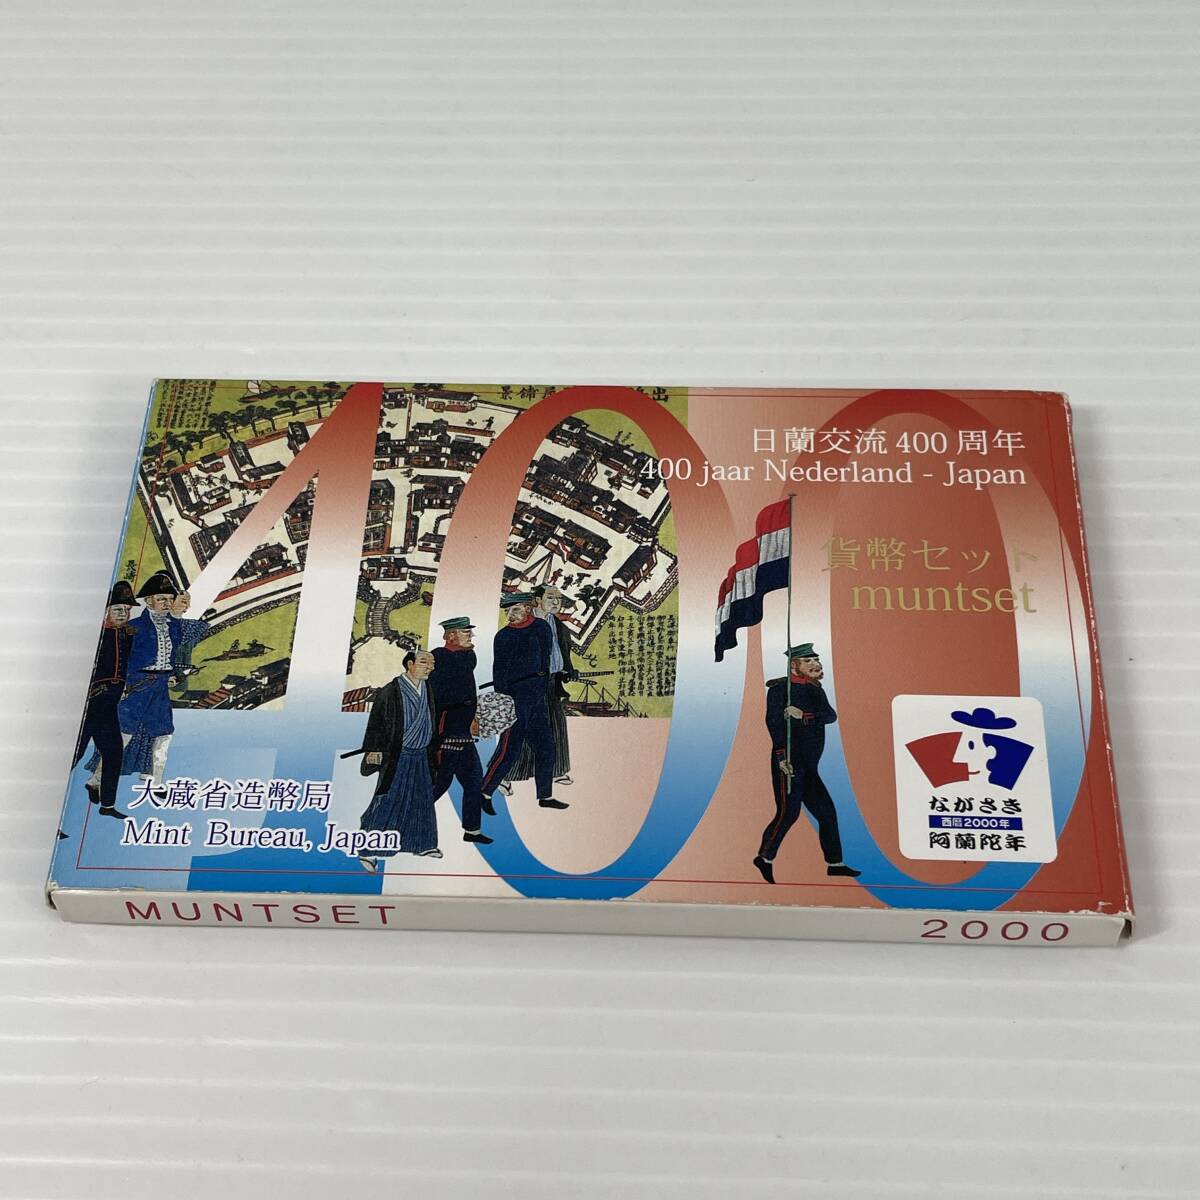 日蘭交流400周年
400 jaar Nederland - Japan
貨幣セット
muntset
大蔵省造幣局
Mint Bureau, Japan
ながさき
西暦2000年
阿蘭陀年
MUNTSET 2000